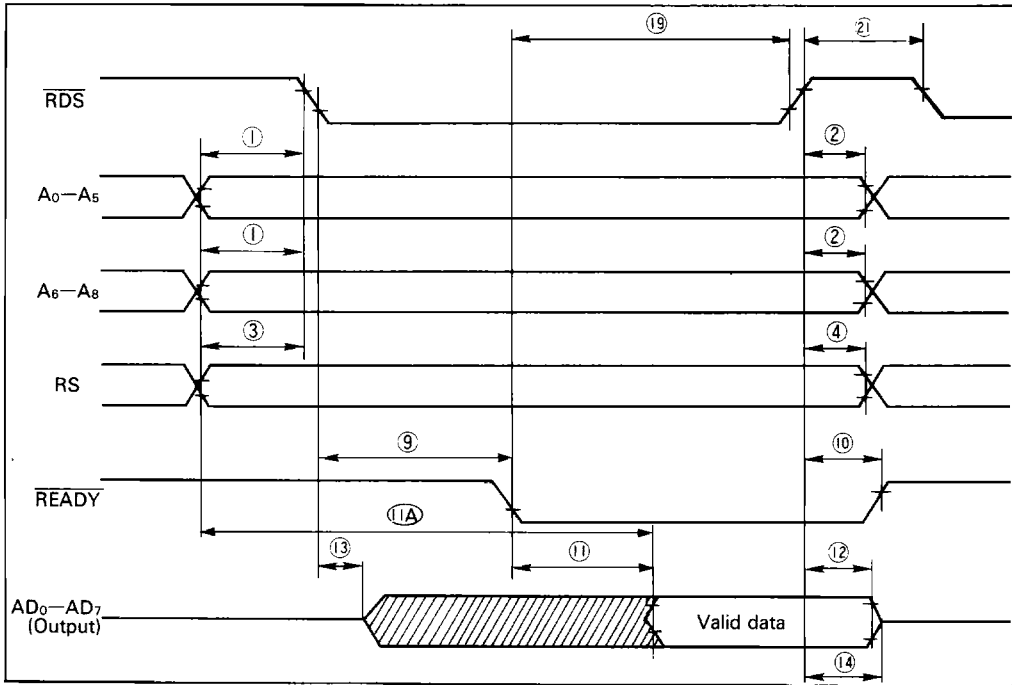 ⑲ ㉑
RDS
① ②
A0—A5
① ②
A6—A8
③ ④
RS
⑨ ⑩
READY
⑪A
⑬ ⑪ ⑫
AD0—AD7
(Output)
Valid data
⑭